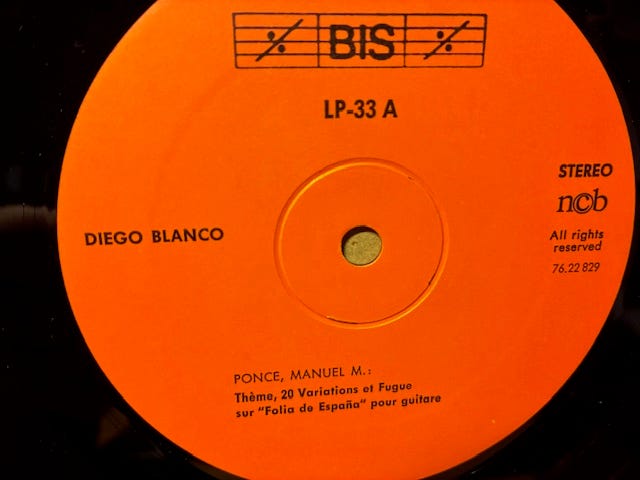 BIS
LP-33 A
STEREO
n©b
DIEGO BLANCO
All rights
reserved
76.22 829
PONCE, MANUEL M.:
Thème, 20 Variations et Fugue
sur "Folia de España" pour guitare